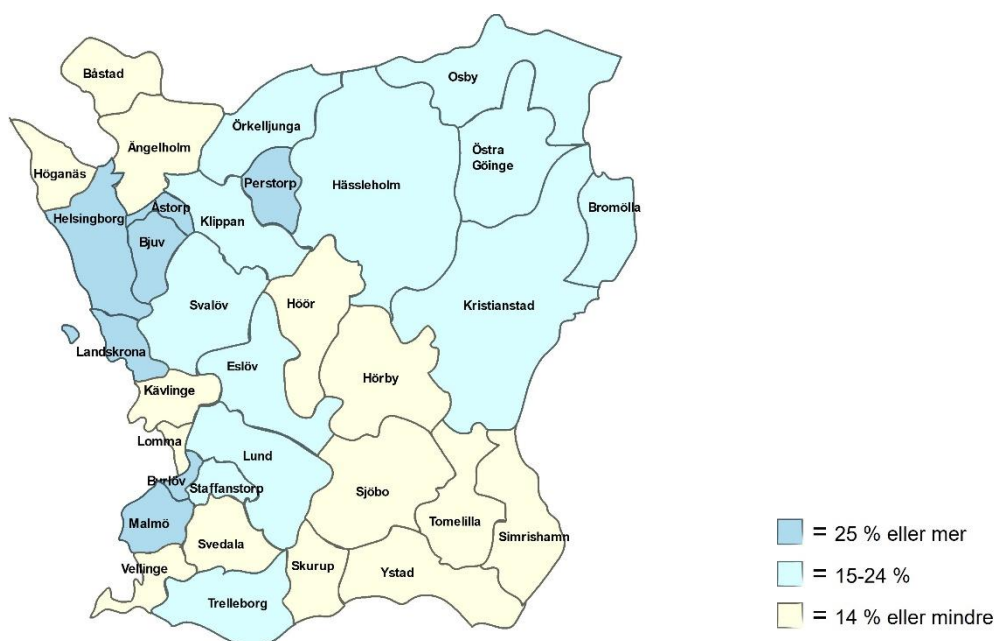 Båstad
Osby
Örkelljunga
Ängelholm
Östra
Göinge
Höganäs
Perstorp
Hässleholm
Åstorp
Bromölla
Helsingborg
Klippan
Bjuv
Svalöv
Höör
Kristianstad
Landskrona
Eslöv
Hörby
Kävlinge
Lomma
Lund
Burlöv
Staffanstorp
Sjöbo
Malmö
Tomelilla
Simrishamn
= 25 % eller mer
Svedala
Vellinge
Skurup
Ystad
= 15-24 %
Trelleborg
= 14 % eller mindre